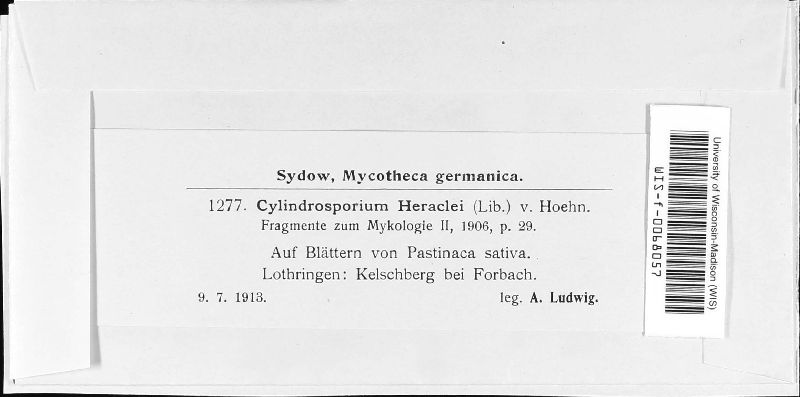 Sydow, Mycotheca germanica.
1277. Cylindrosporium Heraclei (Lib.) v. Hoehn.
Fragmente zum Mykologie II, 1906, p. 29.
Auf Blättern von Pastinaca sativa.
Lothringen: Kelschberg bei Forbach.
9. 7. 1913. leg. A. Ludwig.
University of Wisconsin-Madison (WIS)
WIS-f-0068057